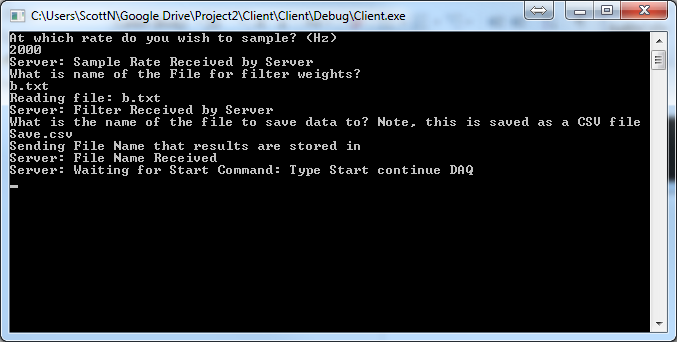 C:\Users\ScottN\Google Drive\Project2\Client\Client\Debug\Client.exe
At which rate do you wish to sample? (Hz)
2000
Server: Sample Rate Received by Server
What is name of the File for filter weights?
b.txt
Reading file: b.txt
Server: Filter Received by Server
What is the name of the file to save data to? Note, this is saved as a CSV file
Save.csv
Sending File Name that results are stored in
Server: File Name Received
Server: Waiting for Start Command: Type Start continue DAQ